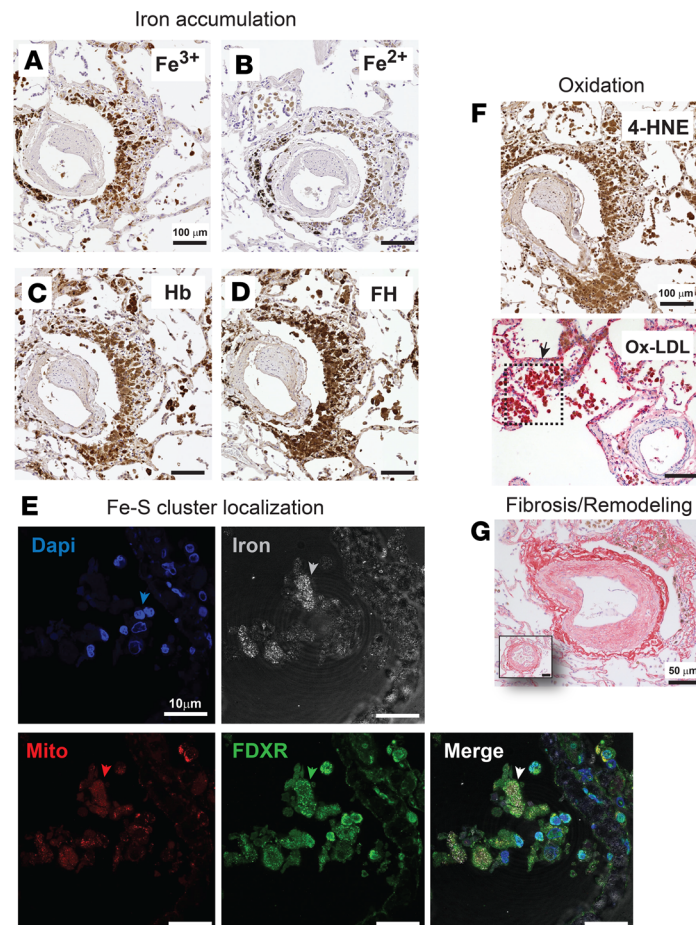 Iron accumulation
A
Fe3+
100 μm
B
Fe2+
C
Hb
D
FH
E
Fe-S cluster localization
Dapi
10μm
Iron
Mito
FDXR
Merge
Oxidation
F
4-HNE
100 μm
Ox-LDL
Fibrosis/Remodeling
G
50 μm